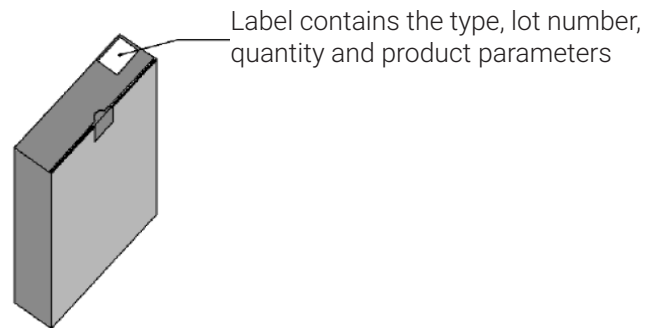 Label contains the type, lot number,
quantity and product parameters